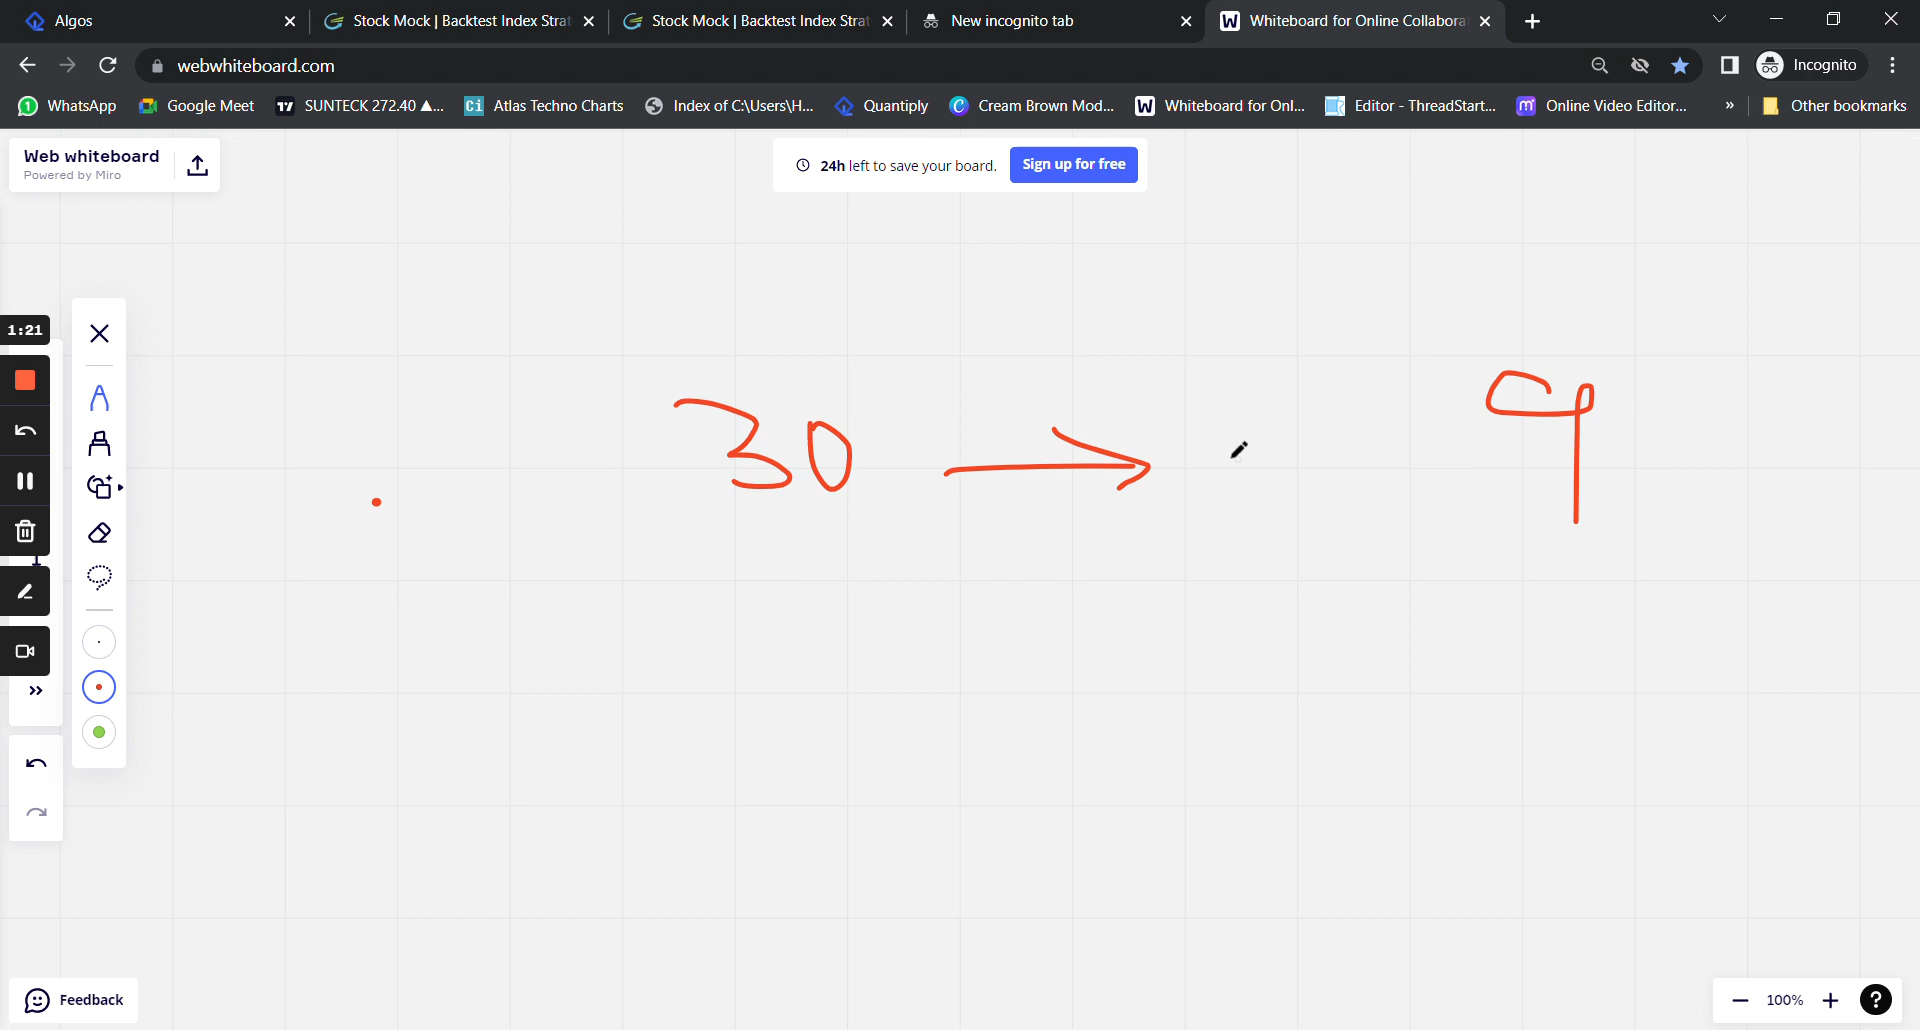 Algos
Stock Mock | Backtest Index Strat
Stock Mock | Backtest Index Strat
New incognito tab
Whiteboard for Online Collabora
webwhiteboard.com
Incognito
WhatsApp
Google Meet
SUNTECK 272.40 ▲...
Atlas Techno Charts
Index of C:\Users\H...
Quantiply
Cream Brown Mod...
Whiteboard for Onl...
Editor - ThreadStart...
Online Video Editor...
»
Other bookmarks
Web whiteboard
Powered by Miro
24h left to save your board.
Sign up for free
1:21
30 →
Feedback
100%